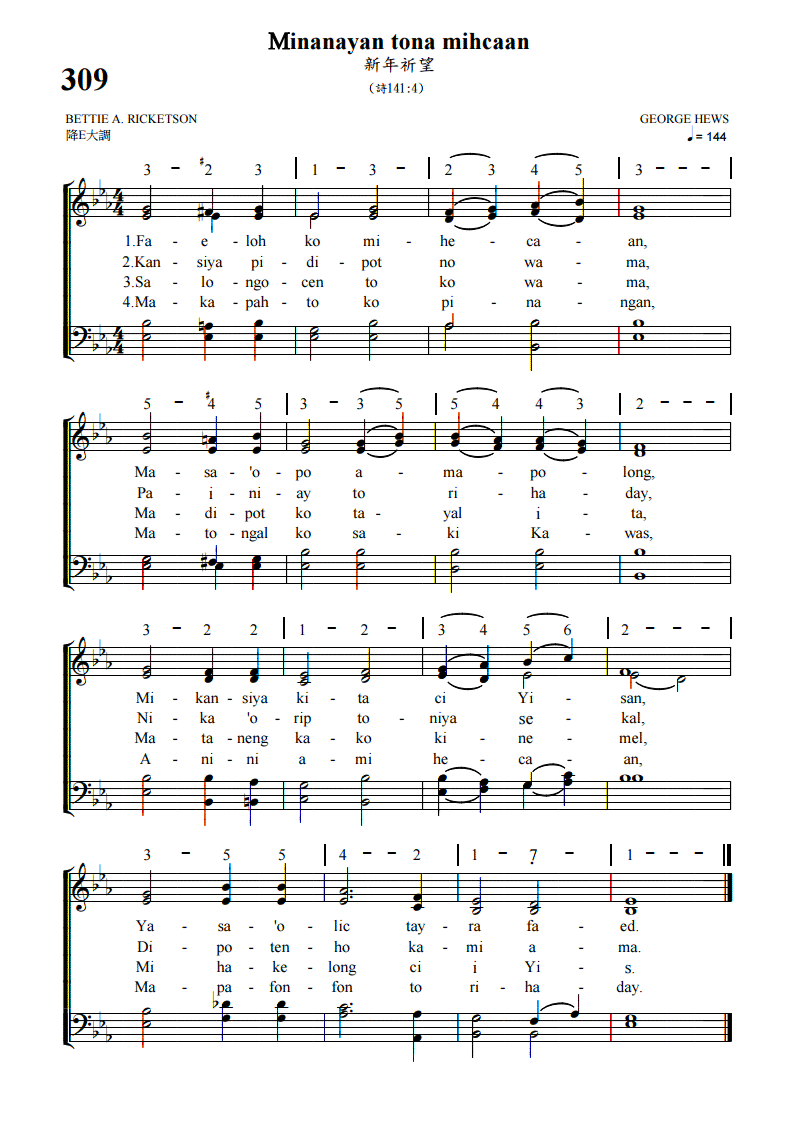 Minanayan tona mihcaan
新年祈望
309
(詩141:4)
BETTIE A. RICKETSON
GEORGE HEWS
降E大調
♩ = 144
3 - #2 3 | 1 - 3 - | 2 3 4 5 | 3 - - - |
1.Fa - e - loh ko mi - he - ca - an,
2.Kan - siya pi - di - pot no wa - ma,
3.Sa - lo - ngo - cen to ko wa - ma,
4.Ma - ka - pah - to ko pi - na - ngan,
5 - #4 5 | 3 - 3 5 | 5 4 4 3 | 2 - - - |
Ma - sa - 'o - po a - ma - po - long,
Pa - i - ni - ay to ri - ha - day,
Ma - di - pot ko ta - yal i - ta,
Ma - to - ngal ko sa - ki Ka - was,
3 - 2 2 | 1 - 2 - | 3 4 5 6 | 2 - - - |
Mi - kan - siya ki - ta ci Yi - san,
Ni - ka 'o - rip to - niya se - kal,
Ma - ta - neng ka - ko ki - ne - mel,
A - ni - ni a - mi he - ca - an,
3 - 5 5 | 4 - - 2 | 1 - 7̣ - | 1 - - - ||
Ya - sa - 'o - lic tay - ra fa - ed.
Di - po - ten - ho ka - mi a - ma.
Mi ha - ke - long ci i Yi - s.
Ma - pa - fon - fon to ri - ha - day.